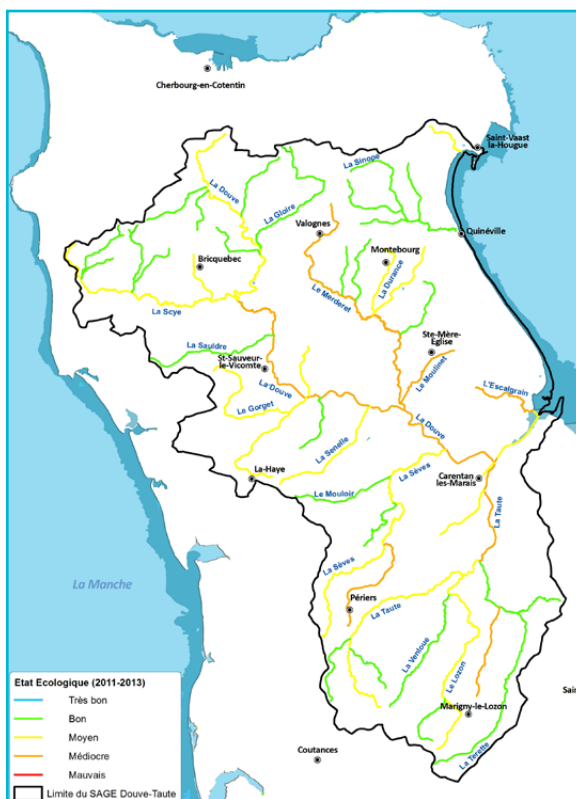 Cherbourg-en-Cotentin
Saint-Vaast
la-Hougue
La Sinope
La Douve
La Gloire
Valognes
Quinéville
Montebourg
Bricquebec
La Durance
Le Merderet
La Scye
Ste-Mère-
Eglise
La Sauldre
St-Sauveur-
le-Vicomte
Le Moulinet
L'Escalgrain
La Douve
Le Gorget
La Douve
La Senelle
La-Haye
La Sèves
Carentan
les-Marais
Le Mouloir
La Taute
La Sèves
La Manche
Périers
La Taute
La Venloue
Le Lozon
Sain
Marigny-le-Lozon
La Terette
Coutances
Etat Ecologique (2011-2013)
Très bon
Bon
Moyen
Médiocre
Mauvais
Limite du SAGE Douve-Taute